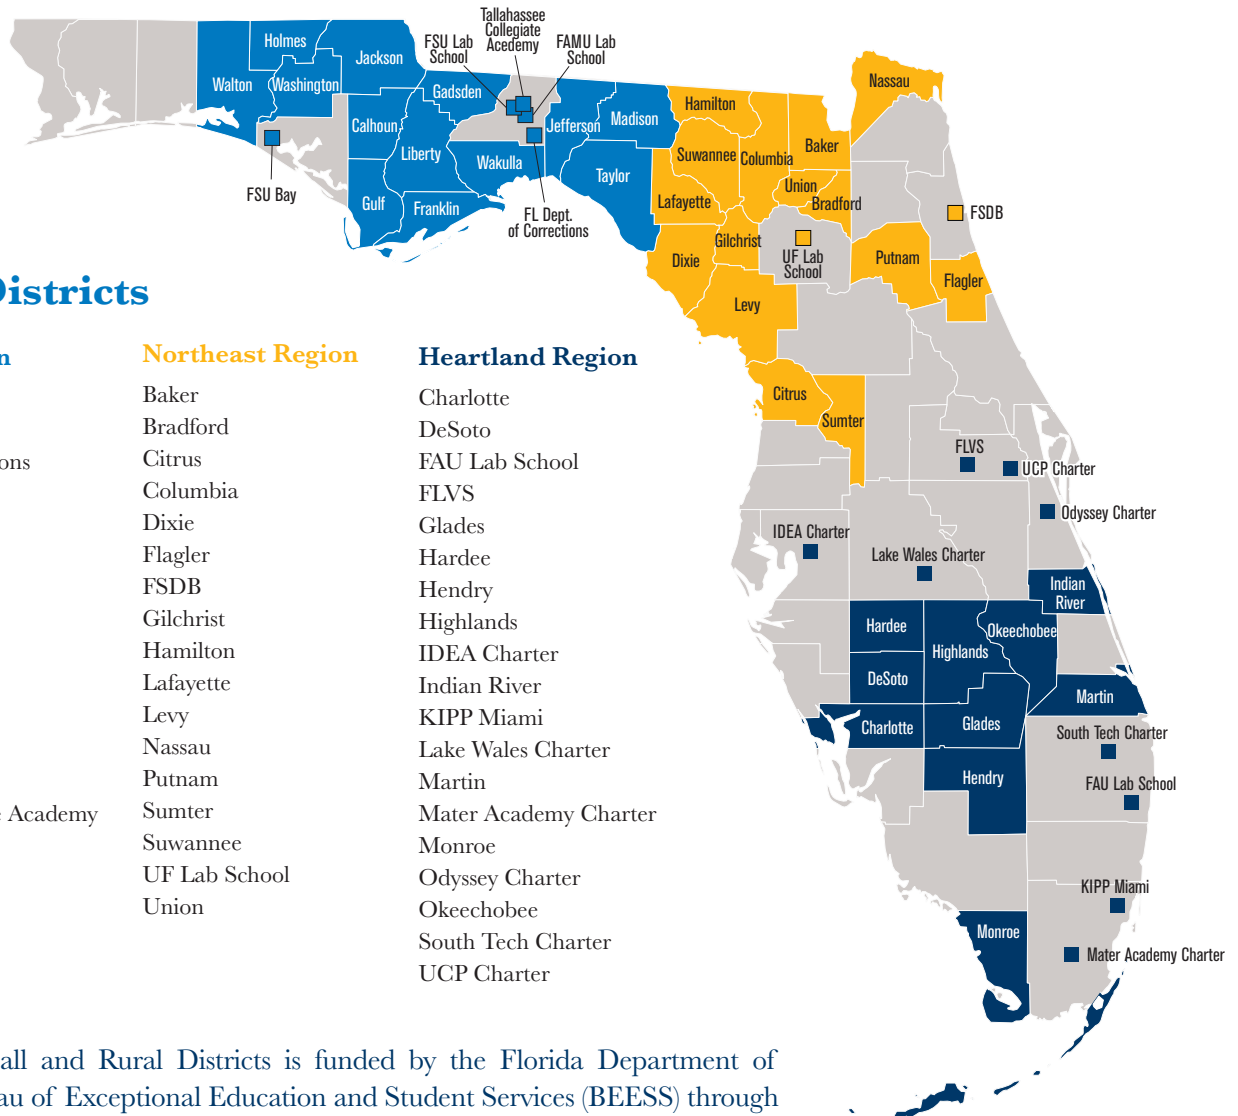 Tallahassee
Collegiate
Acedemy
FSU Lab
School
FAMU Lab
School
Holmes
Jackson
Walton
Washington
Gadsden
Calhoun
Liberty
Jefferson
Madison
Wakulla
Taylor
Gulf
Franklin
FSU Bay
FL Dept.
of Corrections
Nassau
Hamilton
Suwannee
Columbia
Baker
Union
Bradford
Lafayette
Gilchrist
Dixie
UF Lab
School
FSDB
Putnam
Flagler
Levy
Citrus
Sumter
FLVS
UCP Charter
Odyssey Charter
IDEA Charter
Lake Wales Charter
Indian
River
Hardee
Highlands
Okeechobee
DeSoto
Martin
Charlotte
Glades
South Tech Charter
Hendry
FAU Lab School
KIPP Miami
Monroe
Mater Academy Charter
Districts
n
ons
e Academy
Northeast Region
Baker
Bradford
Citrus
Columbia
Dixie
Flagler
FSDB
Gilchrist
Hamilton
Lafayette
Levy
Nassau
Putnam
Sumter
Suwannee
UF Lab School
Union
Heartland Region
Charlotte
DeSoto
FAU Lab School
FLVS
Glades
Hardee
Hendry
Highlands
IDEA Charter
Indian River
KIPP Miami
Lake Wales Charter
Martin
Mater Academy Charter
Monroe
Odyssey Charter
Okeechobee
South Tech Charter
UCP Charter
all and Rural Districts is funded by the Florida Department of
au of Exceptional Education and Student Services (BEESS) through